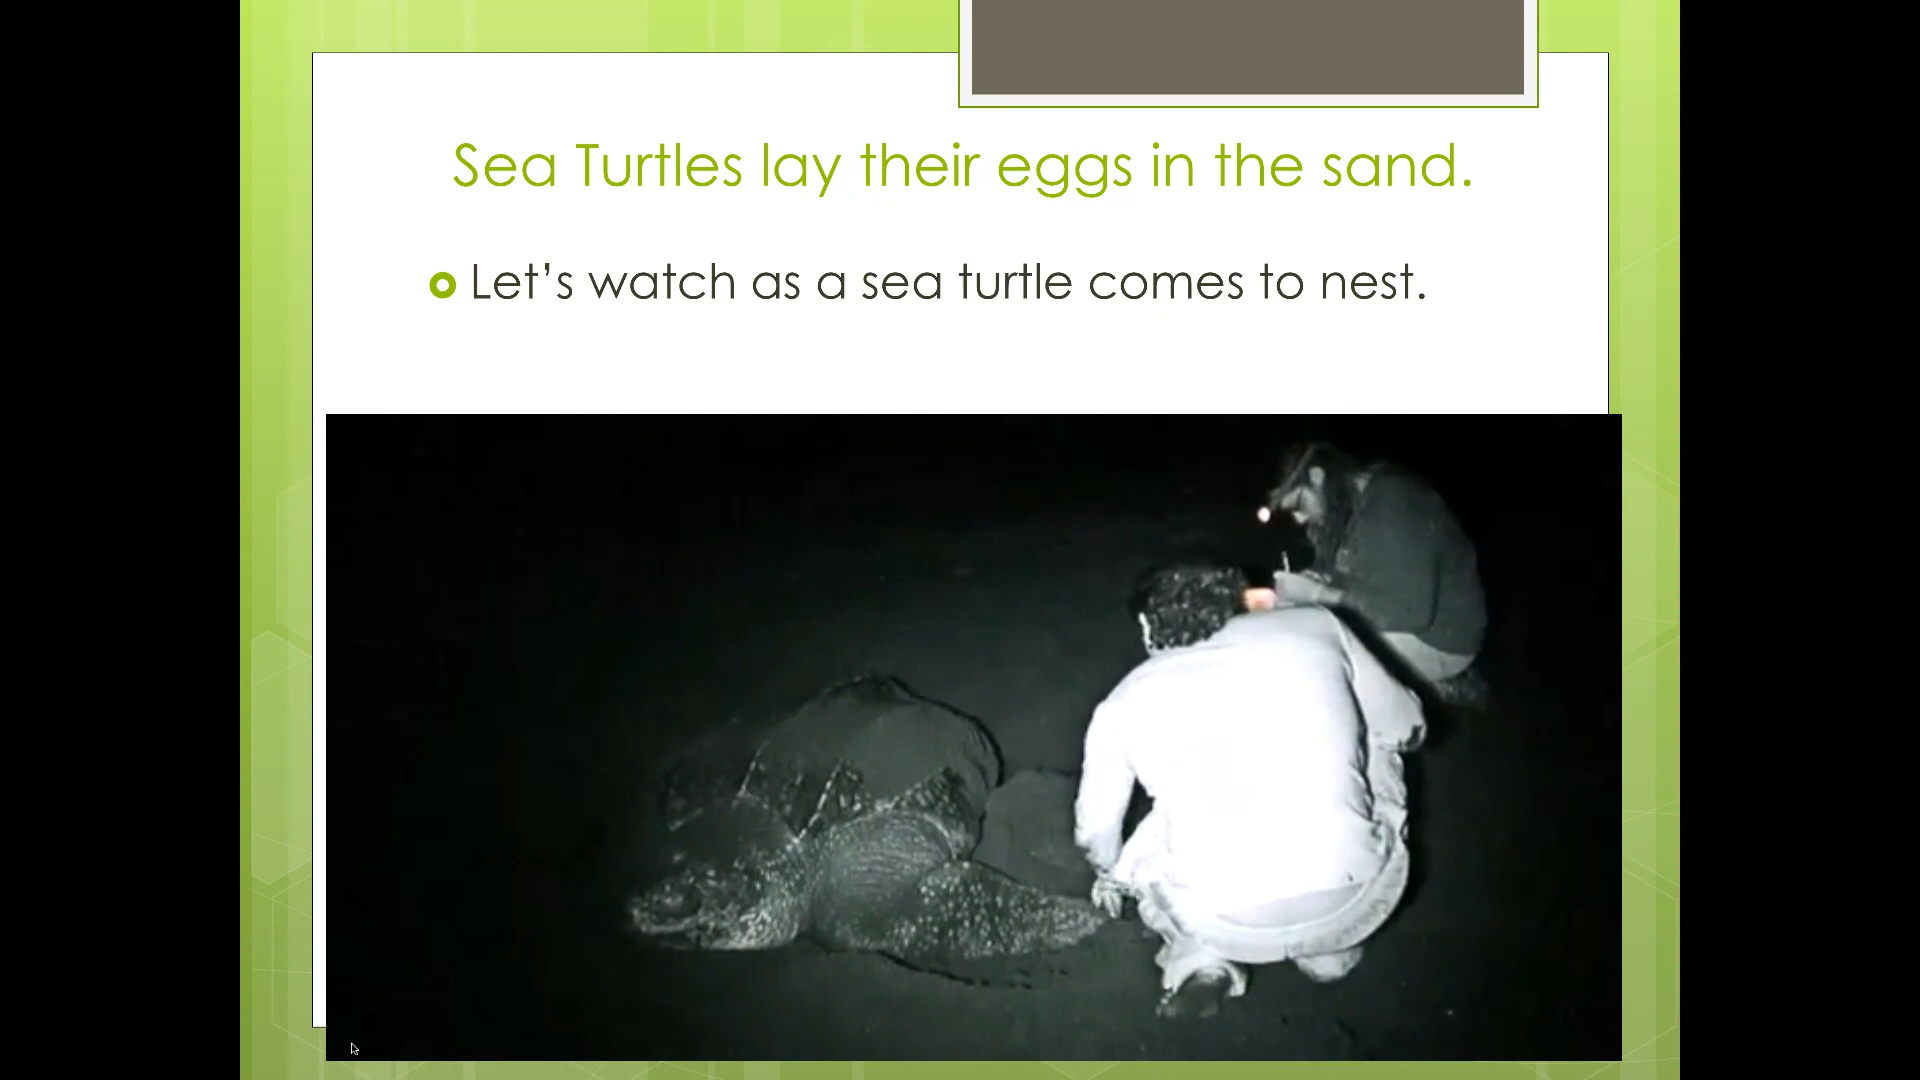 Sea Turtles lay their eggs in the sand.
Let’s watch as a sea turtle comes to nest.